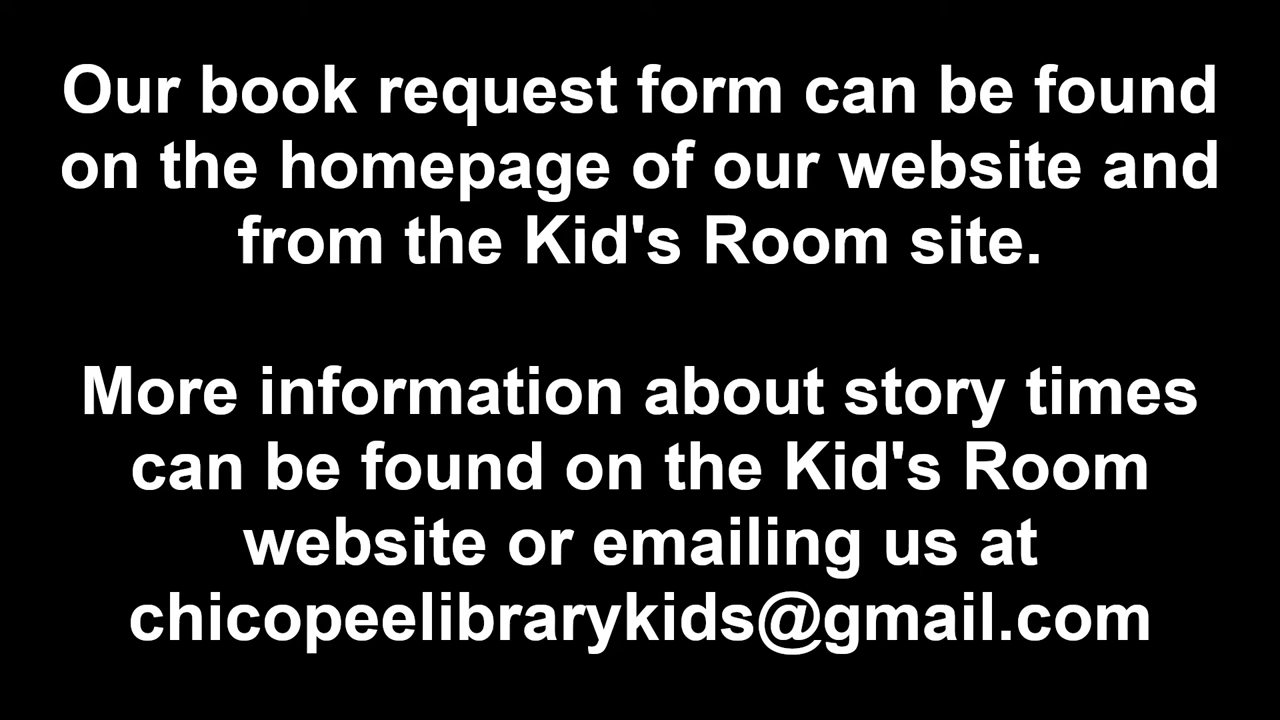 Our book request form can be found
on the homepage of our website and
from the Kid's Room site.
More information about story times
can be found on the Kid's Room
website or emailing us at
chicopeelibrarykids@gmail.com